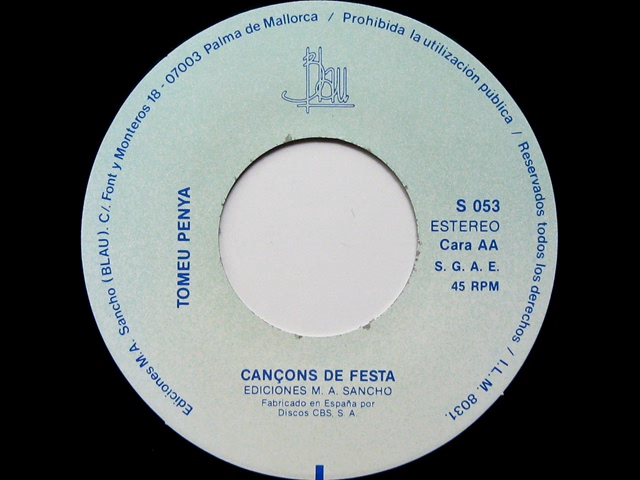 Ediciones M. A. Sancho (BLAU). C/. Font y Monteros 18 - 07003 Palma de Mallorca / Prohibida la utilización pública / Reservados todos los derechos / I.L.M. 8031.
Blau
TOMEU PENYA
S 053
ESTEREO
Cara AA
S. G. A. E.
45 RPM
CANÇONS DE FESTA
EDICIONES M. A. SANCHO
Fabricado en España por
Discos CBS, S. A.